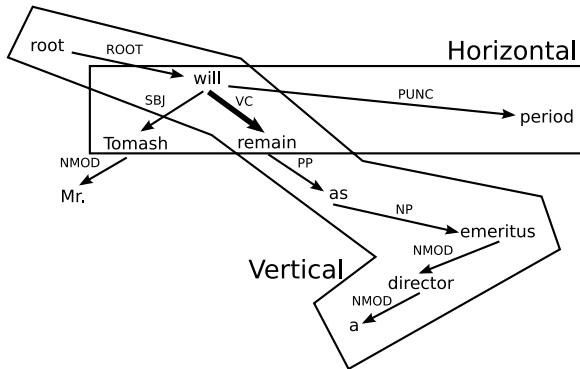 root
ROOT
Horizontal
will
SBJ
VC
PUNC
period
Tomash
remain
NMOD
PP
Mr.
as
NP
emeritus
Vertical
NMOD
director
NMOD
a